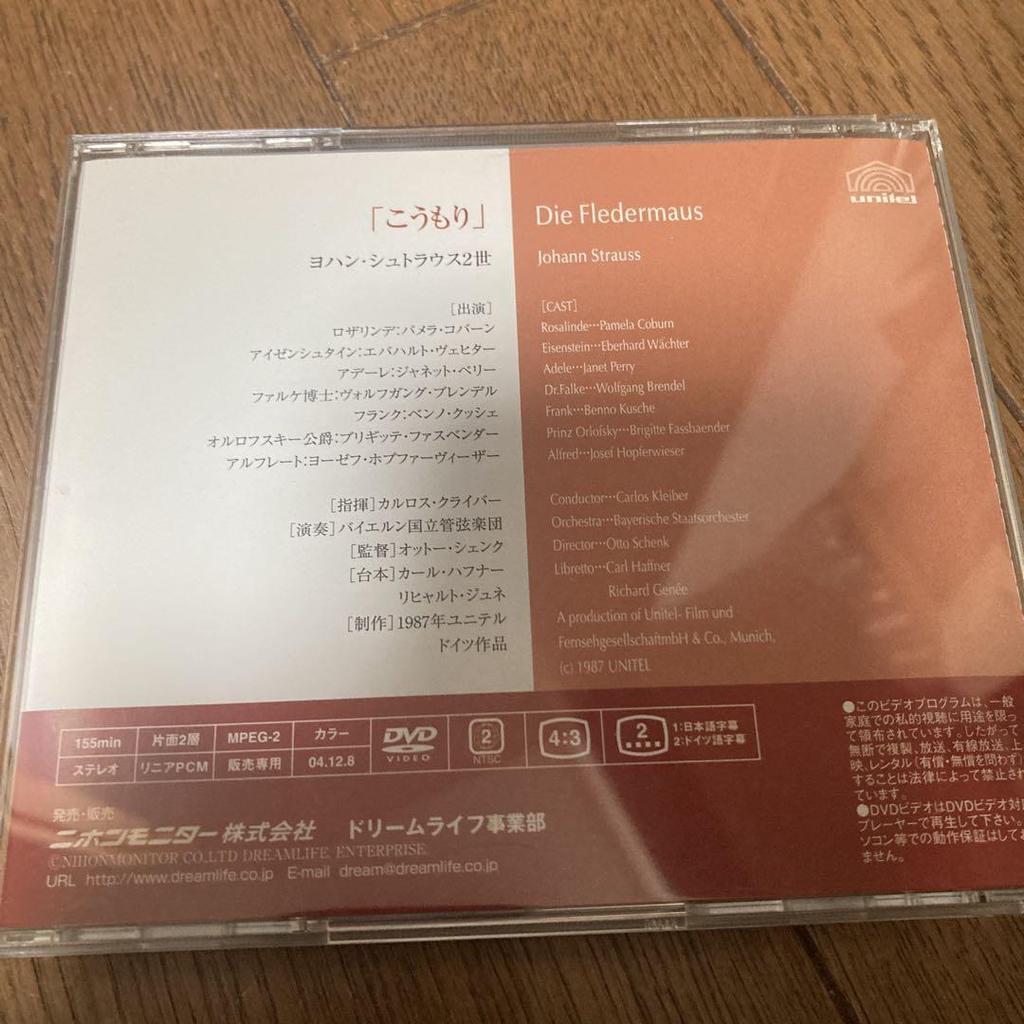 「こうもり」
ヨハン・シュトラウス2世
[出演]
ロザリンデ:パメラ・コバーン
アイゼンシュタイン:エバハルト・ヴェヒター
アデーレ:ジャネット・ペリー
ファルケ博士:ヴォルフガング・ブレンデル
フランク:ベンノ・クッシェ
オルロフスキー公爵:ブリギッテ・ファスベンダー
アルフレート:ヨーゼフ・ホプファーヴィーザー
[指揮]カルロス・クライバー
[演奏]バイエルン国立管弦楽団
[監督]オットー・シェンク
[台本]カール・ハフナー
リヒャルト・ジュネ
[制作]1987年ユニテル
ドイツ作品
unitel
Die Fledermaus
Johann Strauss
[CAST]
Rosalinde…Pamela Coburn
Eisenstein…Eberhard Wächter
Adele…Janet Perry
Dr.Falke…Wolfgang Brendel
Frank…Benno Kusche
Prinz Orlofsky…Brigitte Fassbaender
Alfred…Josef Hopferwieser
Conductor…Carlos Kleiber
Orchestra…Bayerische Staatsorchester
Director…Otto Schenk
Libretto…Carl Haffner
Richard Genée
A production of Unitel- Film und
FernsehgesellschaftmbH & Co., Munich,
(c) 1987 UNITEL
155min 片面2層 MPEG-2 カラー
ステレオ リニアPCM 販売専用 04.12.8
DVD VIDEO
2 NTSC
4:3
2
1:日本語字幕
2:ドイツ語字幕
発売・販売
ニホンモニター株式会社 ドリームライフ事業部
©NIHONMONITOR CO.,LTD DREAMLIFE ENTERPRISE
URL http://www.dreamlife.co.jp E-mail dream@dreamlife.co.jp
●このビデオプログラムは、一般
家庭での私的視聴に用途を限っ
て領布されています。したがって
無断で複製、放送、有線放送、上
映、レンタル(有償・無償を問わず)
することは法律によって禁止され
ています。
●DVDビデオはDVDビデオ対
プレーヤーで再生して下さい。
ソコン等での動作保証はして
ません。